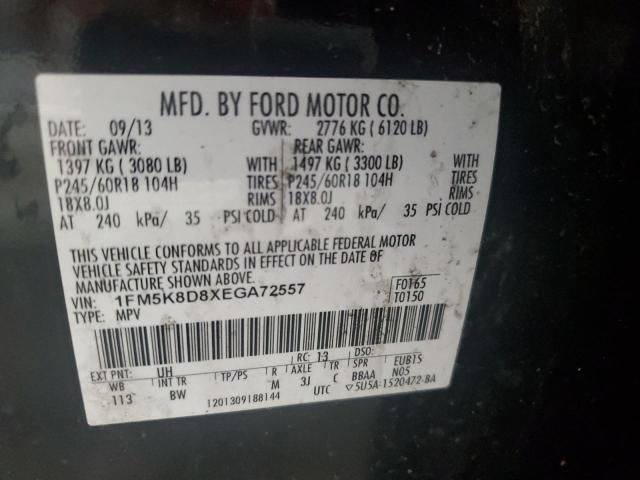 MFD. BY FORD MOTOR CO.
DATE: 09/13 GVWR: 2776 KG ( 6120 LB)
FRONT GAWR: REAR GAWR:
1397 KG ( 3080 LB) WITH 1497 KG ( 3300 LB)
P245/60R18 104H TIRES P245/60R18 104H
18X8.0J RIMS 18X8.0J
AT 240 kPa/ 35 PSI COLD AT 240 kPa/ 35 PSI COLD
WITH
TIRES
RIMS
THIS VEHICLE CONFORMS TO ALL APPLICABLE FEDERAL MOTOR
VEHICLE SAFETY STANDARDS IN EFFECT ON THE DATE OF
MANUFACTURE SHOWN ABOVE.
VIN: 1FM5K8D8XEGA72557 F0165
TYPE: MPV T0150
EXT PNT: UH RC: 13 DSO:
WB INT TR TP/PS R AXLE TR SPR EUB1S
113 BW M 3J C BBAA N05
1201309188144 UTC 5U5A-1520472-BA